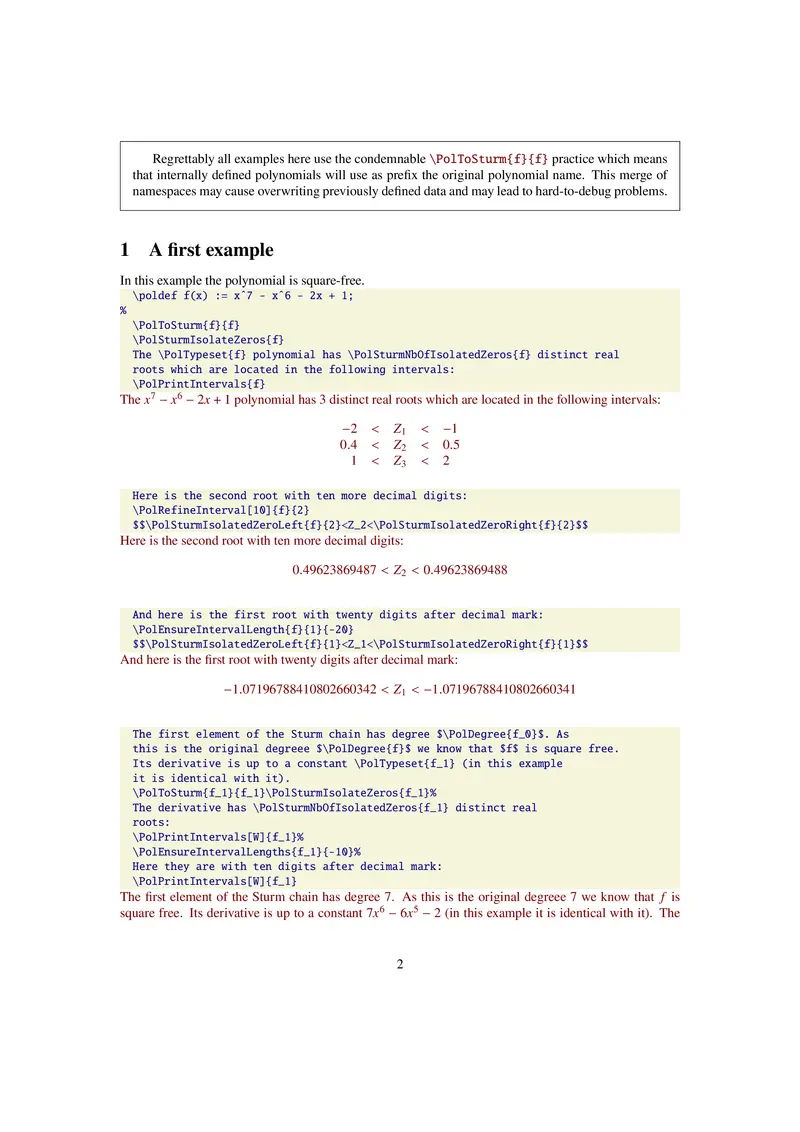 Regrettably all examples here use the condemnable \PolToSturm{f}{f} practice which means
that internally defined polynomials will use as prefix the original polynomial name. This merge of
namespaces may cause overwriting previously defined data and may lead to hard-to-debug problems.
1 A first example
In this example the polynomial is square-free.
\poldef f(x) := x^7 - x^6 - 2x + 1;
%
\PolToSturm{f}{f}
\PolSturmIsolateZeros{f}
The \PolTypeset{f} polynomial has \PolSturmNbOfIsolatedZeros{f} distinct real
roots which are located in the following intervals:
\PolPrintIntervals{f}
The x⁷ − x⁶ − 2x + 1 polynomial has 3 distinct real roots which are located in the following intervals:
−2 < Z₁ < −1
0.4 < Z₂ < 0.5
1 < Z₃ < 2
Here is the second root with ten more decimal digits:
\PolRefineInterval[10]{f}{2}
$$\PolSturmIsolatedZeroLeft{f}{2}<Z_2<\PolSturmIsolatedZeroRight{f}{2}$$
Here is the second root with ten more decimal digits:
0.49623869487 < Z₂ < 0.49623869488
And here is the first root with twenty digits after decimal mark:
\PolEnsureIntervalLength{f}{1}{-20}
$$\PolSturmIsolatedZeroLeft{f}{1}<Z_1<\PolSturmIsolatedZeroRight{f}{1}$$
And here is the first root with twenty digits after decimal mark:
−1.07196788410802660342 < Z₁ < −1.07196788410802660341
The first element of the Sturm chain has degree $\PolDegree{f_0}$. As
this is the original degreee $\PolDegree{f}$ we know that $f$ is square free.
Its derivative is up to a constant \PolTypeset{f_1} (in this example
it is identical with it).
\PolToSturm{f_1}{f_1}\PolSturmIsolateZeros{f_1}%
The derivative has \PolSturmNbOfIsolatedZeros{f_1} distinct real
roots:
\PolPrintIntervals[W]{f_1}%
\PolEnsureIntervalLengths{f_1}{-10}%
Here they are with ten digits after decimal mark:
\PolPrintIntervals[W]{f_1}
The first element of the Sturm chain has degree 7. As this is the original degreee 7 we know that f is
square free. Its derivative is up to a constant 7x⁶ − 6x⁵ − 2 (in this example it is identical with it). The
2